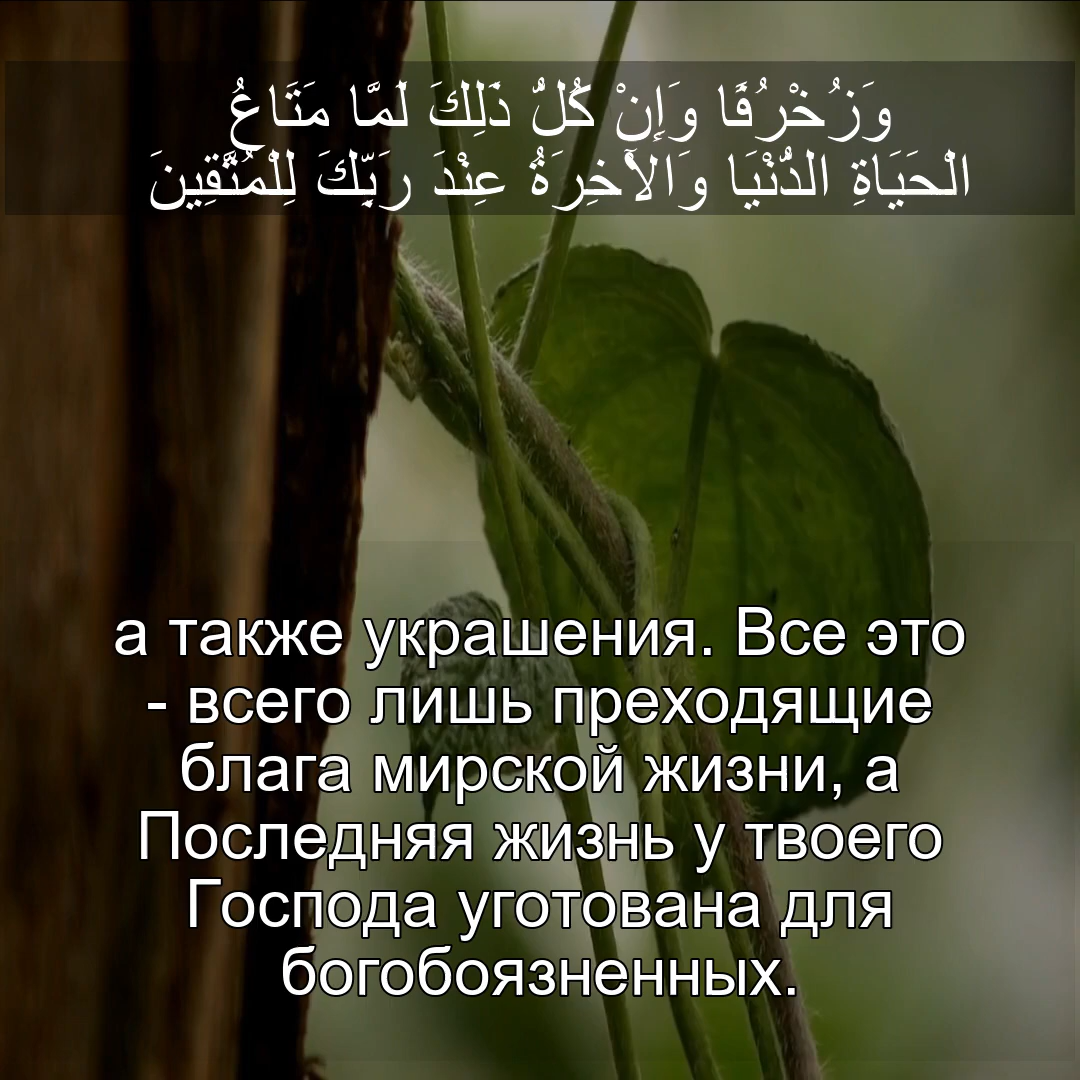 وَزُخْرُفًا وَإِنْ كُلُّ ذَلِكَ لَمَّا مَتَاعُ
الْحَيَاةِ الدُّنْيَا وَالْآخِرَةُ عِنْدَ رَبِّكَ لِلْمُتَّقِينَ
а также украшения. Все это
- всего лишь преходящие
блага мирской жизни, а
Последняя жизнь у твоего
Господа уготована для
богобоязненных.